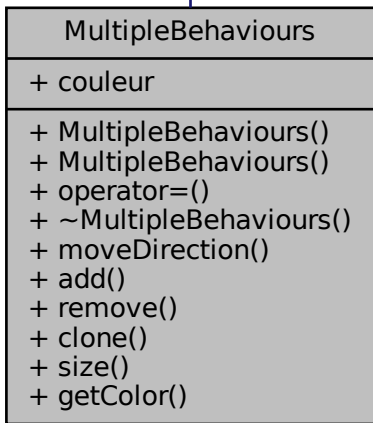 MultipleBehaviours
+ couleur
+ MultipleBehaviours()
+ MultipleBehaviours()
+ operator=()
+ ~MultipleBehaviours()
+ moveDirection()
+ add()
+ remove()
+ clone()
+ size()
+ getColor()